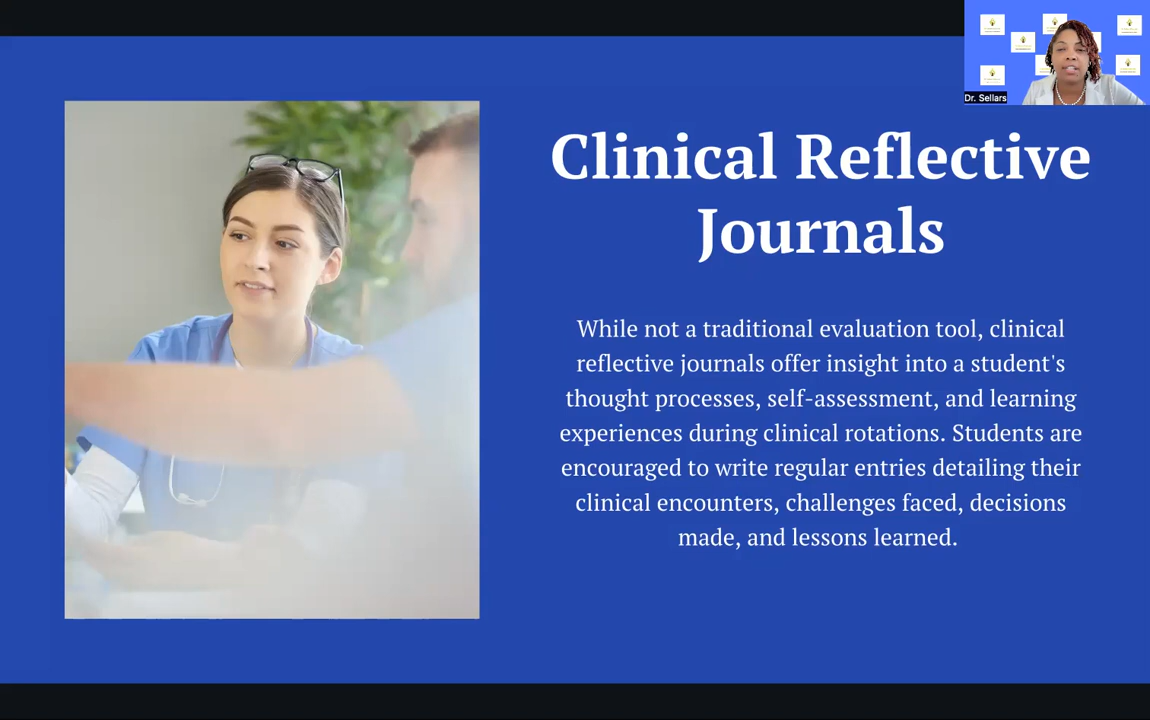 Dr. Sellars
Clinical Reflective
Journals
While not a traditional evaluation tool, clinical
reflective journals offer insight into a student's
thought processes, self-assessment, and learning
experiences during clinical rotations. Students are
encouraged to write regular entries detailing their
clinical encounters, challenges faced, decisions
made, and lessons learned.